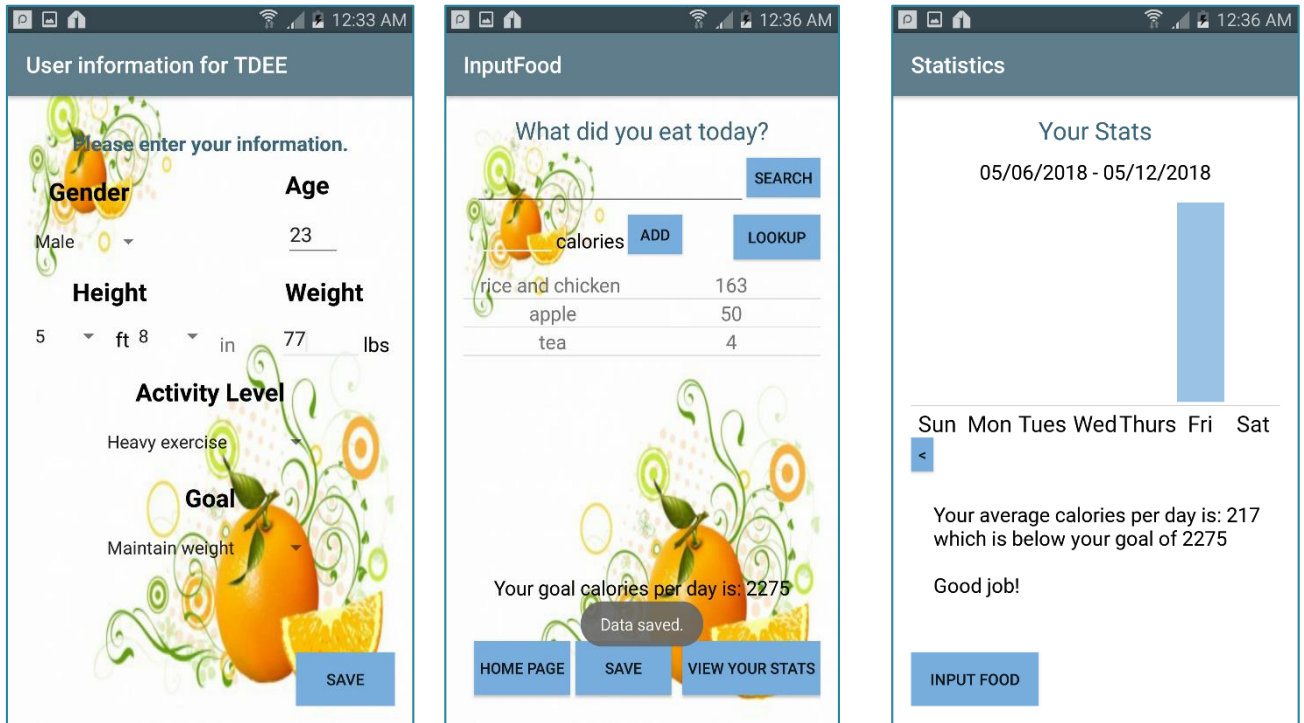 12:33 AM
User information for TDEE
Please enter your information.
Gender Age
Male 23
Height Weight
5 ft 8 in 77 lbs
Activity Level
Heavy exercise
Goal
Maintain weight
SAVE
12:36 AM
InputFood
What did you eat today?
SEARCH
calories ADD LOOKUP
rice and chicken 163
apple 50
tea 4
Your goal calories per day is: 2275
Data saved.
HOME PAGE SAVE VIEW YOUR STATS
12:36 AM
Statistics
Your Stats
05/06/2018 - 05/12/2018
Sun Mon Tues Wed Thurs Fri Sat
<
Your average calories per day is: 217
which is below your goal of 2275
Good job!
INPUT FOOD